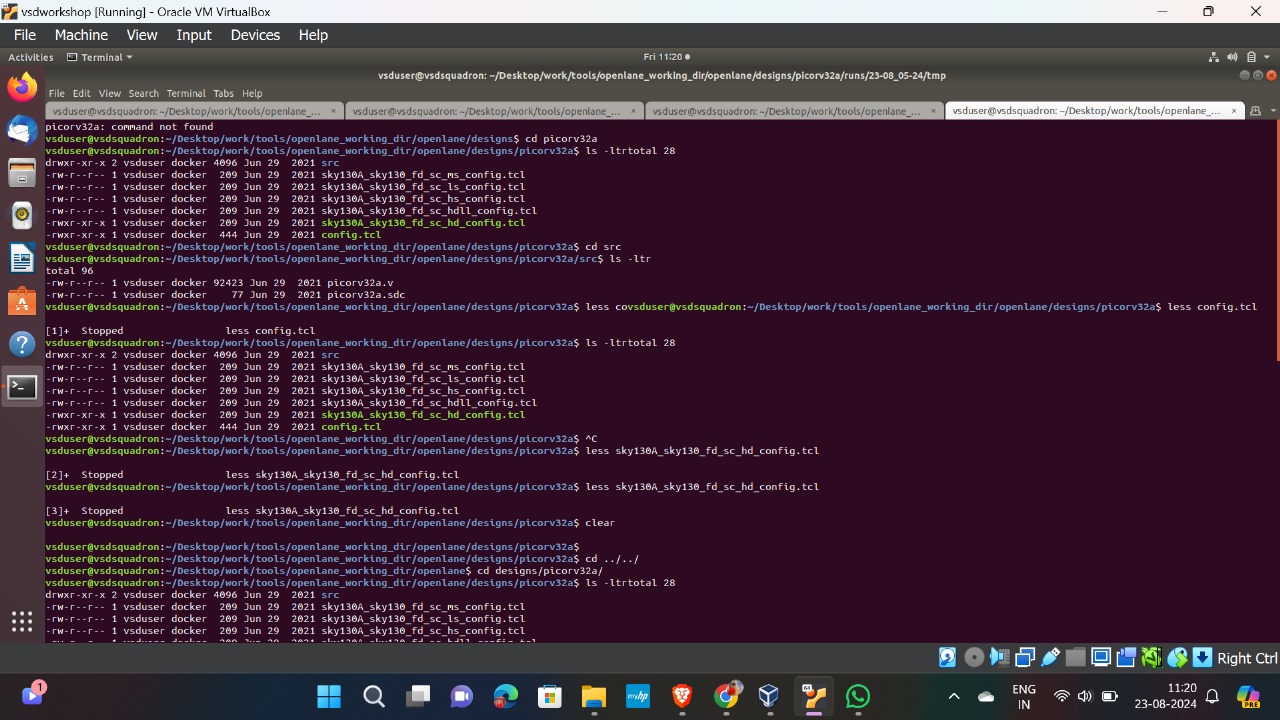 vsdworkshop [Running] - Oracle VM VirtualBox
File Machine View Input Devices Help
Activities Terminal Fri 11:20
vsduser@vsdsquadron: ~/Desktop/work/tools/openlane_working_dir/openlane/designs/picorv32a/runs/23-08_05-24/tmp
File Edit View Search Terminal Tabs Help
vsduser@vsdsquadron: ~/Desktop/work/tools/openlane_... × vsduser@vsdsquadron: ~/Desktop/work/tools/openlane_... × vsduser@vsdsquadron: ~/Desktop/work/tools/openlane_... × vsduser@vsdsquadron: ~/Desktop/work/tools/openlane_... ×
picorv32a: command not found
vsduser@vsdsquadron:~/Desktop/work/tools/openlane_working_dir/openlane/designs$ cd picorv32a
vsduser@vsdsquadron:~/Desktop/work/tools/openlane_working_dir/openlane/designs/picorv32a$ ls -ltrtotal 28
drwxr-xr-x 2 vsduser docker 4096 Jun 29 2021 src
-rw-r--r-- 1 vsduser docker 209 Jun 29 2021 sky130A_sky130_fd_sc_ms_config.tcl
-rw-r--r-- 1 vsduser docker 209 Jun 29 2021 sky130A_sky130_fd_sc_ls_config.tcl
-rw-r--r-- 1 vsduser docker 209 Jun 29 2021 sky130A_sky130_fd_sc_hs_config.tcl
-rw-r--r-- 1 vsduser docker 209 Jun 29 2021 sky130A_sky130_fd_sc_hdll_config.tcl
-rwxr-xr-x 1 vsduser docker 209 Jun 29 2021 sky130A_sky130_fd_sc_hd_config.tcl
-rwxr-xr-x 1 vsduser docker 444 Jun 29 2021 config.tcl
vsduser@vsdsquadron:~/Desktop/work/tools/openlane_working_dir/openlane/designs/picorv32a$ cd src
vsduser@vsdsquadron:~/Desktop/work/tools/openlane_working_dir/openlane/designs/picorv32a/src$ ls -ltr
total 96
-rw-r--r-- 1 vsduser docker 92423 Jun 29 2021 picorv32a.v
-rw-r--r-- 1 vsduser docker 77 Jun 29 2021 picorv32a.sdc
vsduser@vsdsquadron:~/Desktop/work/tools/openlane_working_dir/openlane/designs/picorv32a$ less covsduser@vsdsquadron:~/Desktop/work/tools/openlane_working_dir/openlane/designs/picorv32a$ less config.tcl
[1]+ Stopped less config.tcl
vsduser@vsdsquadron:~/Desktop/work/tools/openlane_working_dir/openlane/designs/picorv32a$ ls -ltrtotal 28
drwxr-xr-x 2 vsduser docker 4096 Jun 29 2021 src
-rw-r--r-- 1 vsduser docker 209 Jun 29 2021 sky130A_sky130_fd_sc_ms_config.tcl
-rw-r--r-- 1 vsduser docker 209 Jun 29 2021 sky130A_sky130_fd_sc_ls_config.tcl
-rw-r--r-- 1 vsduser docker 209 Jun 29 2021 sky130A_sky130_fd_sc_hs_config.tcl
-rw-r--r-- 1 vsduser docker 209 Jun 29 2021 sky130A_sky130_fd_sc_hdll_config.tcl
-rwxr-xr-x 1 vsduser docker 209 Jun 29 2021 sky130A_sky130_fd_sc_hd_config.tcl
-rwxr-xr-x 1 vsduser docker 444 Jun 29 2021 config.tcl
vsduser@vsdsquadron:~/Desktop/work/tools/openlane_working_dir/openlane/designs/picorv32a$ ^C
vsduser@vsdsquadron:~/Desktop/work/tools/openlane_working_dir/openlane/designs/picorv32a$ less sky130A_sky130_fd_sc_hd_config.tcl
[2]+ Stopped less sky130A_sky130_fd_sc_hd_config.tcl
vsduser@vsdsquadron:~/Desktop/work/tools/openlane_working_dir/openlane/designs/picorv32a$ less sky130A_sky130_fd_sc_hd_config.tcl
[3]+ Stopped less sky130A_sky130_fd_sc_hd_config.tcl
vsduser@vsdsquadron:~/Desktop/work/tools/openlane_working_dir/openlane/designs/picorv32a$ clear
vsduser@vsdsquadron:~/Desktop/work/tools/openlane_working_dir/openlane/designs/picorv32a$
vsduser@vsdsquadron:~/Desktop/work/tools/openlane_working_dir/openlane/designs/picorv32a$ cd ../../
vsduser@vsdsquadron:~/Desktop/work/tools/openlane_working_dir/openlane$ cd designs/picorv32a/
vsduser@vsdsquadron:~/Desktop/work/tools/openlane_working_dir/openlane/designs/picorv32a$ ls -ltrtotal 28
drwxr-xr-x 2 vsduser docker 4096 Jun 29 2021 src
-rw-r--r-- 1 vsduser docker 209 Jun 29 2021 sky130A_sky130_fd_sc_ms_config.tcl
-rw-r--r-- 1 vsduser docker 209 Jun 29 2021 sky130A_sky130_fd_sc_ls_config.tcl
-rw-r--r-- 1 vsduser docker 209 Jun 29 2021 sky130A_sky130_fd_sc_hs_config.tcl
Right Ctrl
1
myhp
64
ENG
IN
11:20
23-08-2024
PRE